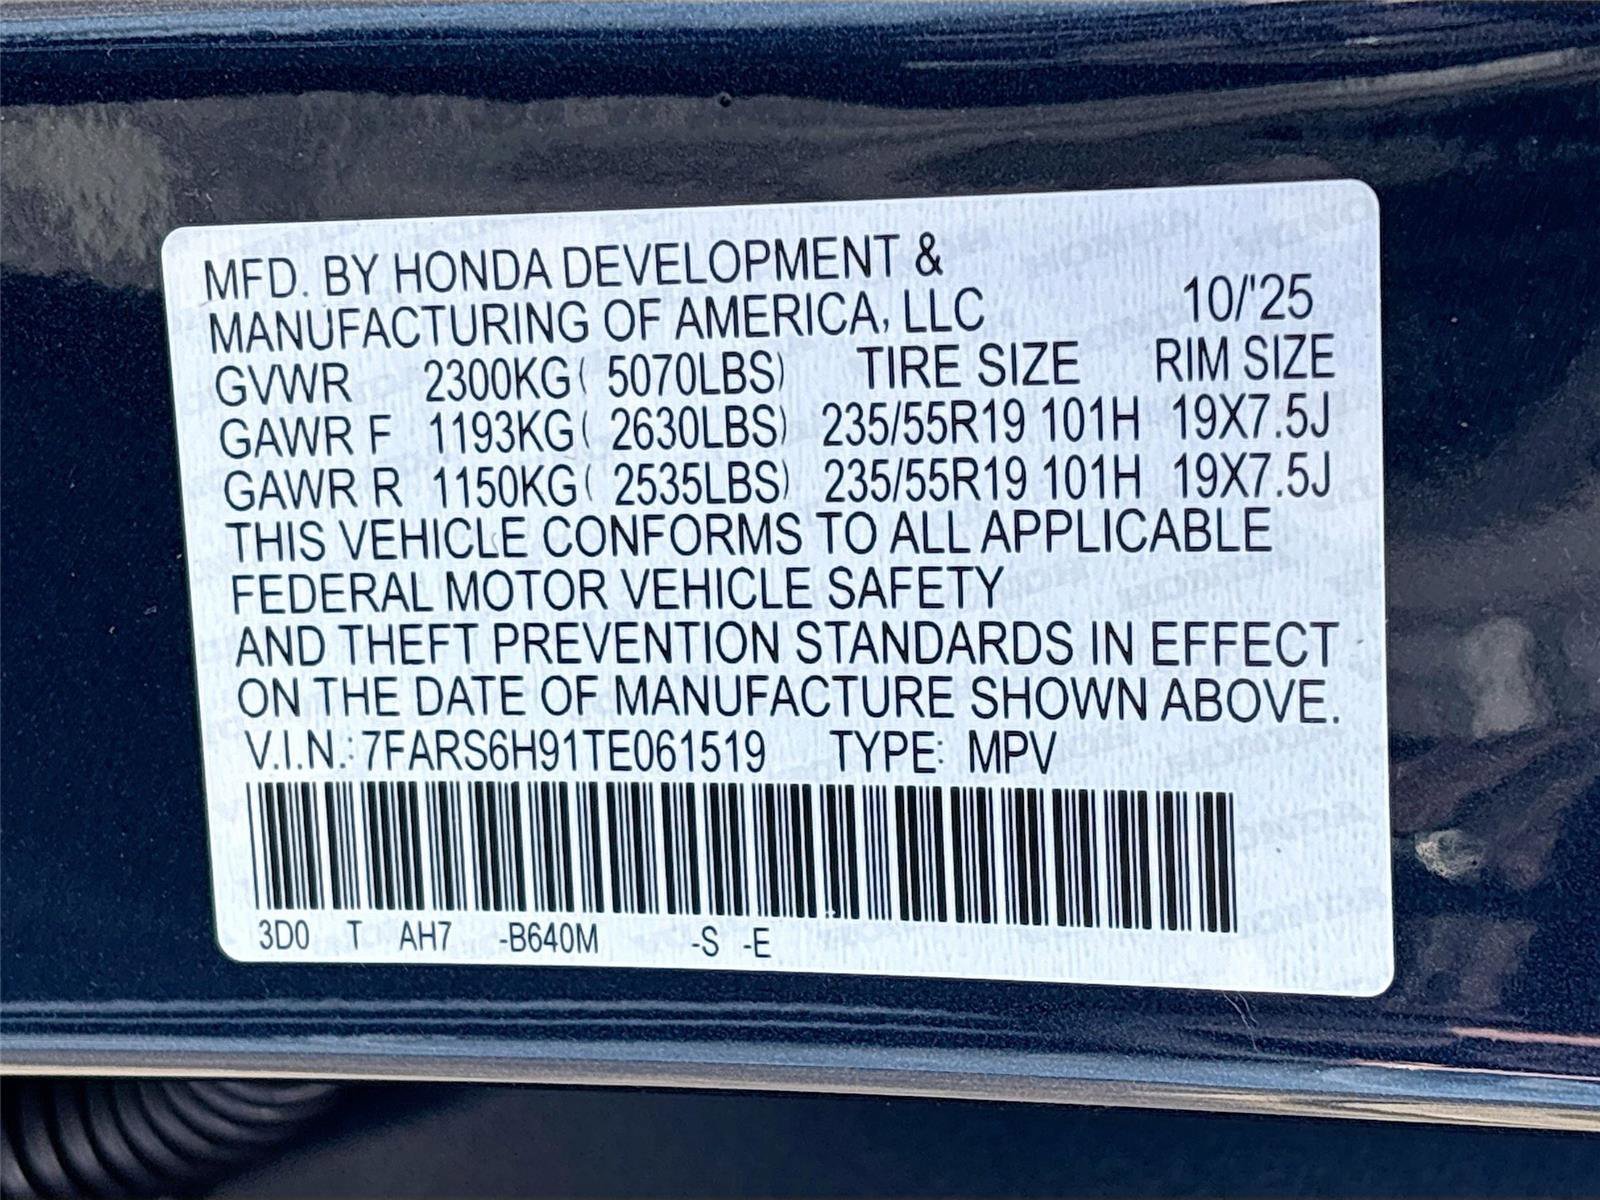 MFD. BY HONDA DEVELOPMENT &
MANUFACTURING OF AMERICA, LLC 10/'25
GVWR 2300KG( 5070LBS) TIRE SIZE RIM SIZE
GAWR F 1193KG( 2630LBS) 235/55R19 101H 19X7.5J
GAWR R 1150KG( 2535LBS) 235/55R19 101H 19X7.5J
THIS VEHICLE CONFORMS TO ALL APPLICABLE
FEDERAL MOTOR VEHICLE SAFETY
AND THEFT PREVENTION STANDARDS IN EFFECT
ON THE DATE OF MANUFACTURE SHOWN ABOVE.
V.I.N.: 7FARS6H91TE061519 TYPE: MPV
3D0 T AH7 -B640M -S -E